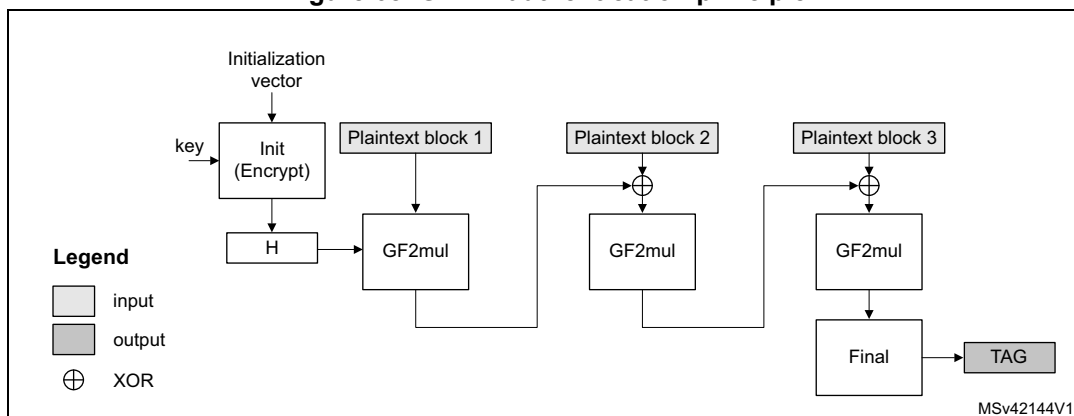 Initialization
vector
key
Init
(Encrypt)
Plaintext block 1
Plaintext block 2
Plaintext block 3
H
GF2mul
GF2mul
GF2mul
Legend
input
output
XOR
Final
TAG
MSv42144V1